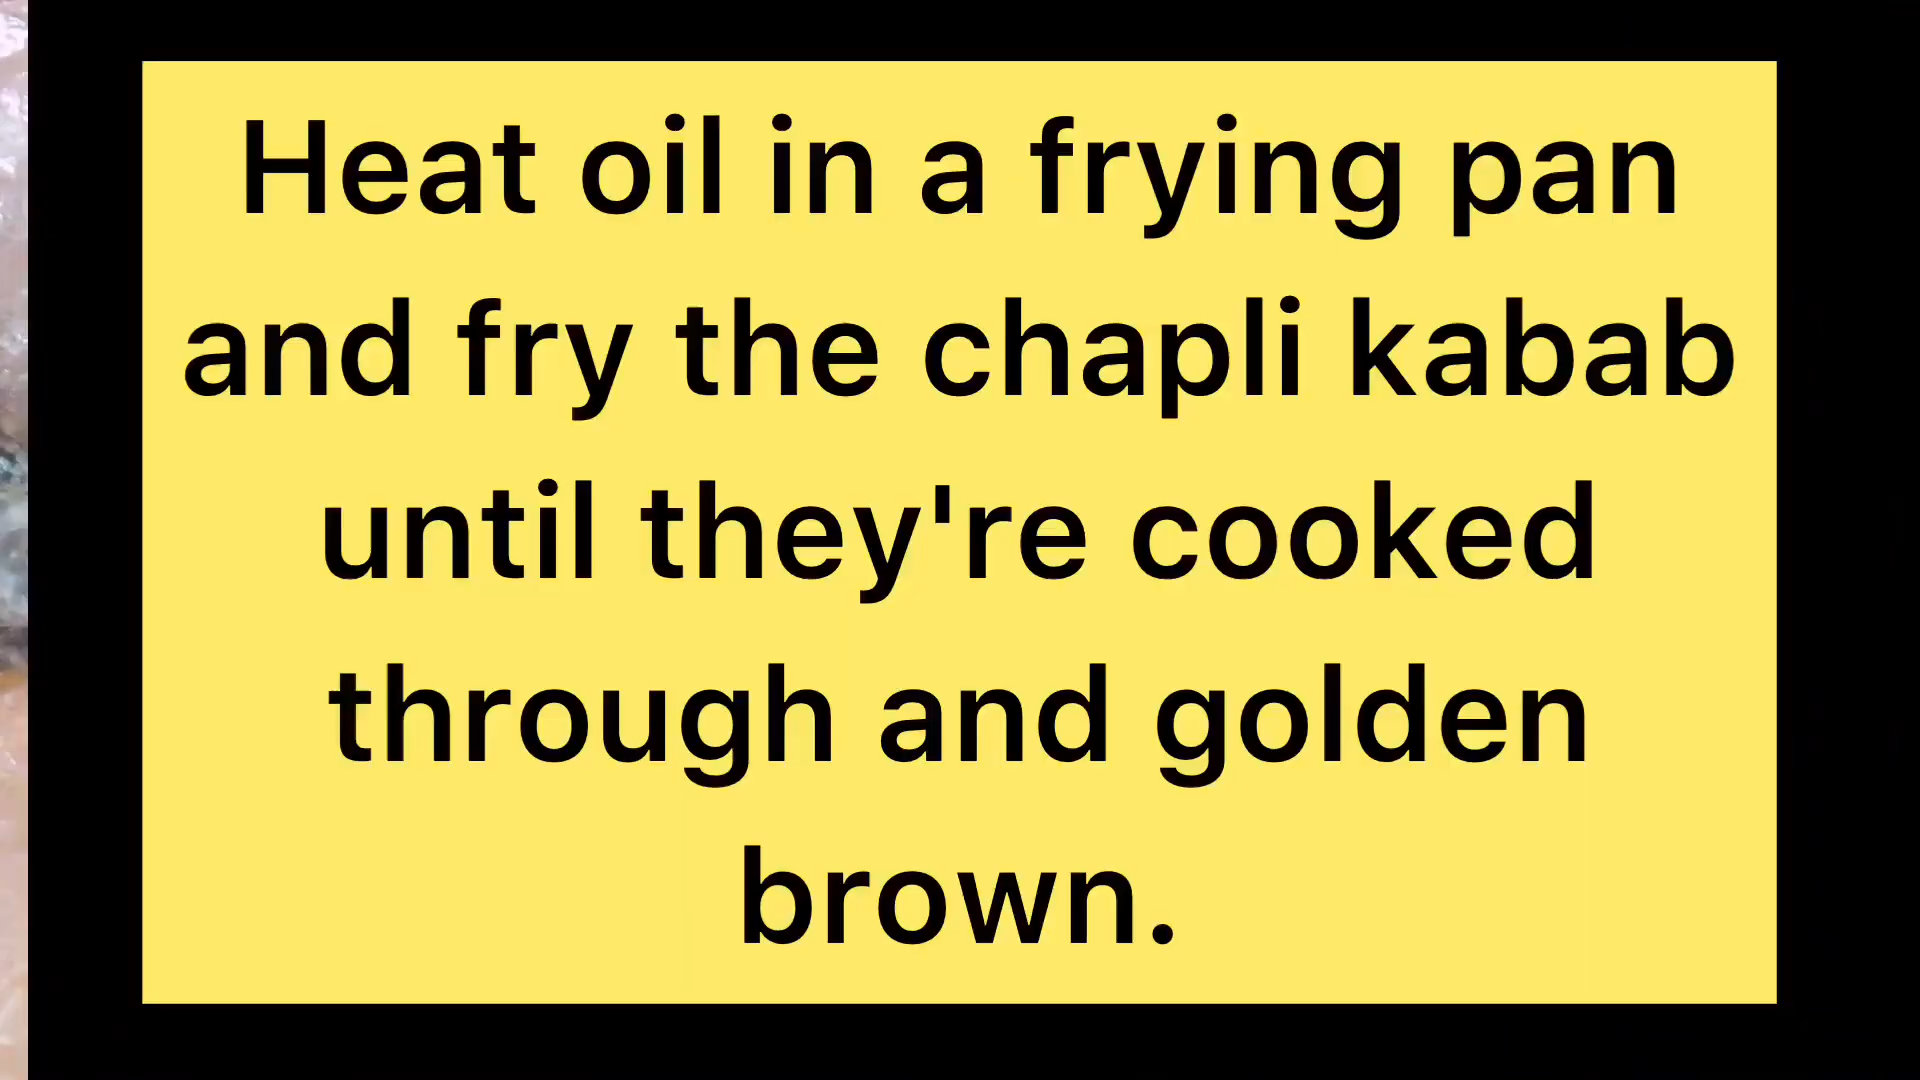 Heat oil in a frying pan
and fry the chapli kabab
until they're cooked
through and golden
brown.